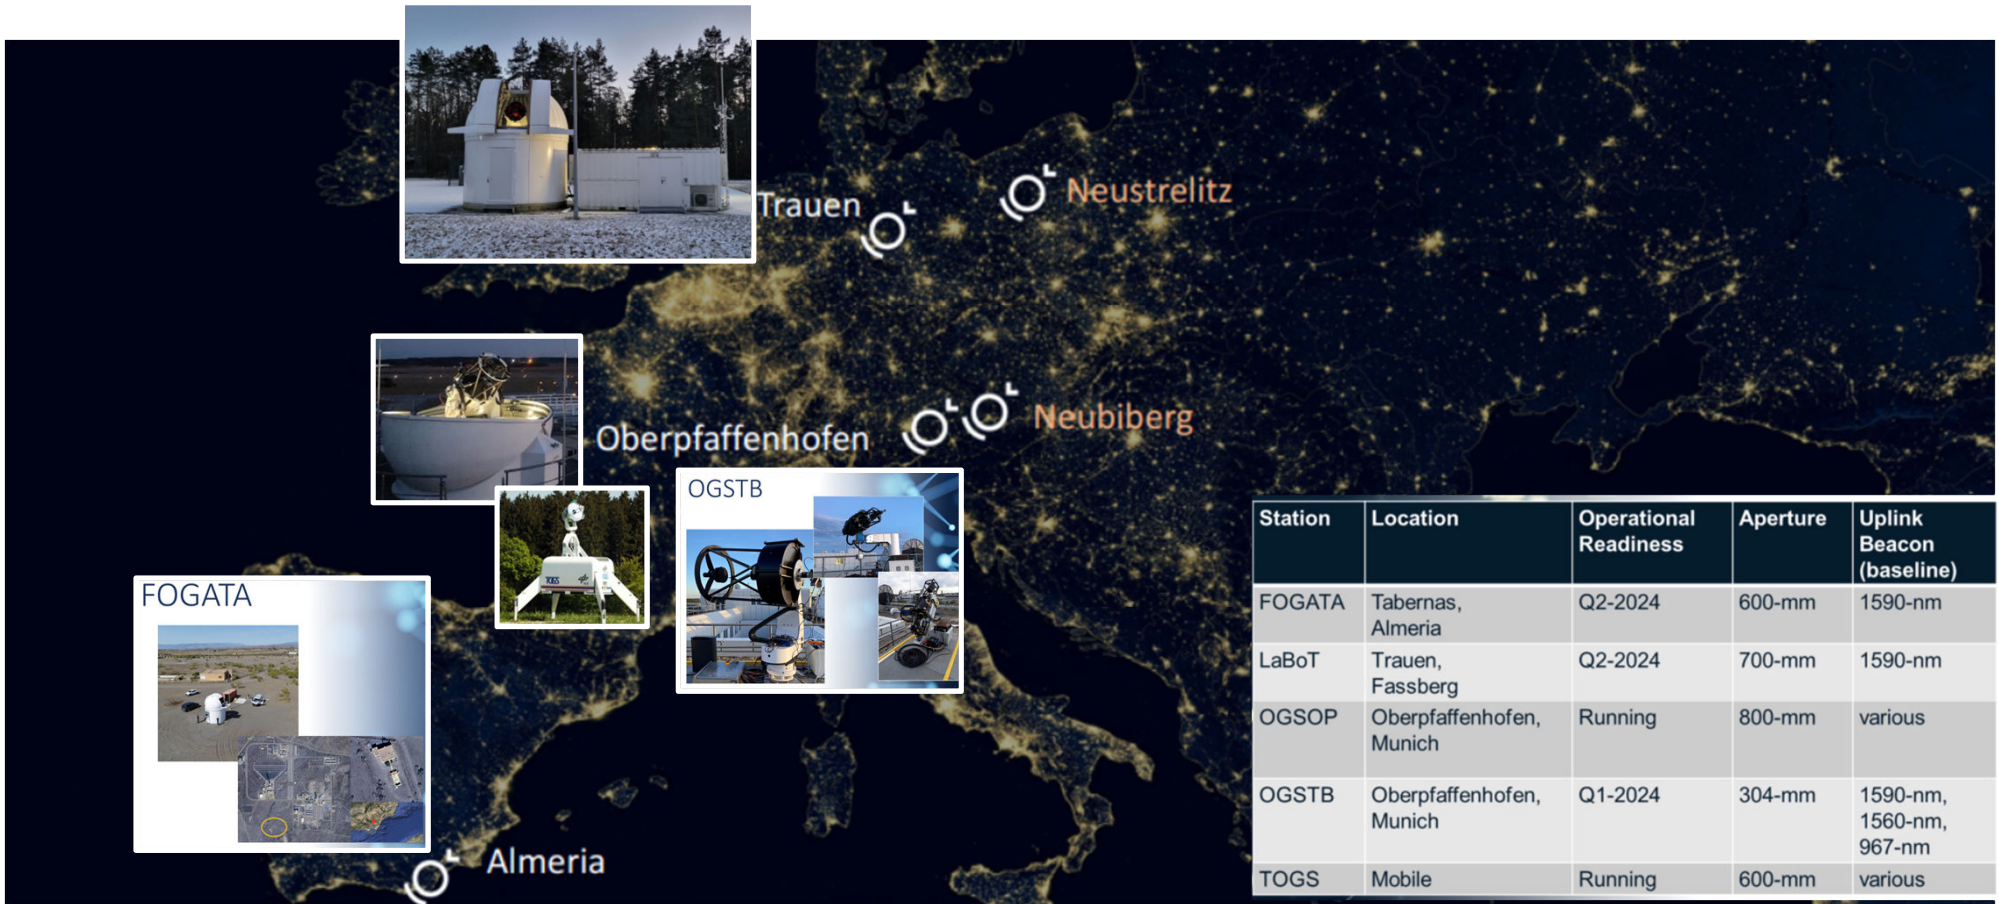 Trauen
Neustrelitz
Oberpfaffenhofen
Neubiberg
OGSTB
TOGS
FOGATA
Almeria
Station Location Operational Readiness Aperture Uplink Beacon (baseline)
FOGATA Tabernas, Almeria Q2-2024 600-mm 1590-nm
LaBoT Trauen, Fassberg Q2-2024 700-mm 1590-nm
OGSOP Oberpfaffenhofen, Munich Running 800-mm various
OGSTB Oberpfaffenhofen, Munich Q1-2024 304-mm 1590-nm, 1560-nm, 967-nm
TOGS Mobile Running 600-mm various